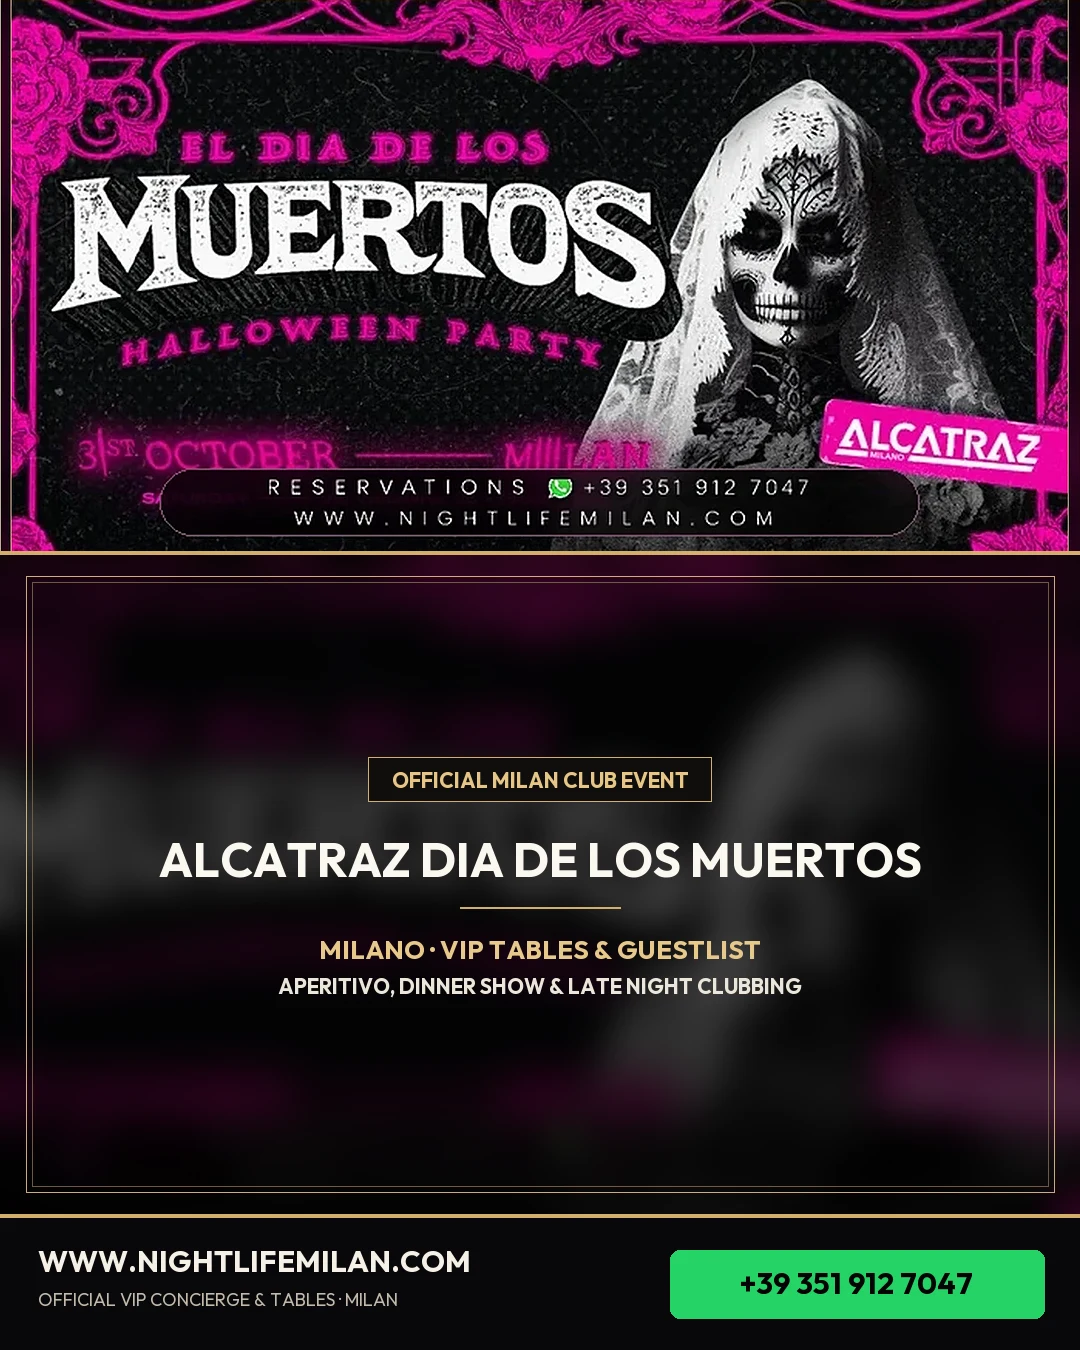 EL DIA DE LOS
MUERTOS
HALLOWEEN PARTY
31ST. OCTOBER — MILAN
ALCATRAZ
MILANO
RESERVATIONS +39 351 912 7047
WWW.NIGHTLIFEMILAN.COM
OFFICIAL MILAN CLUB EVENT
ALCATRAZ DIA DE LOS MUERTOS
MILANO · VIP TABLES & GUESTLIST
APERITIVO, DINNER SHOW & LATE NIGHT CLUBBING
WWW.NIGHTLIFEMILAN.COM
OFFICIAL VIP CONCIERGE & TABLES · MILAN
+39 351 912 7047